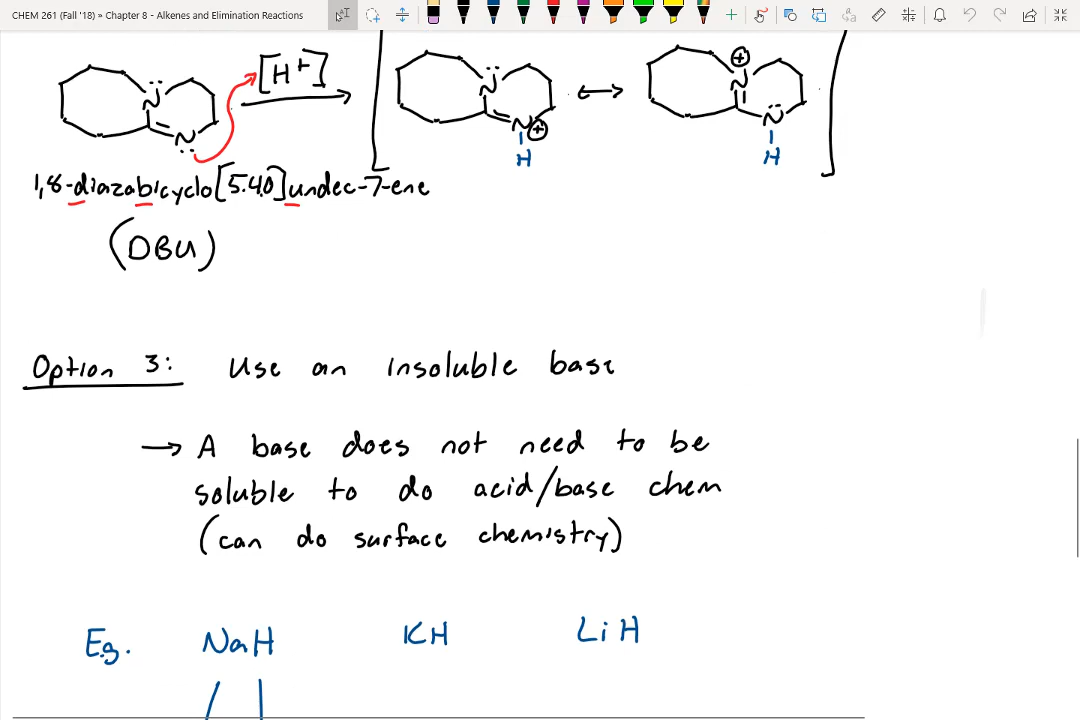 CHEM 261 (Fall '18) » Chapter 8 - Alkenes and Elimination Reactions
N [H+] N N
N N + N
H H
1,8-diazabicyclo[5.4.0]undec-7-ene
(DBU)
Option 3: Use an insoluble base
→ A base does not need to be
soluble to do acid/base chem
(can do surface chemistry)
E.g. NaH KH LiH